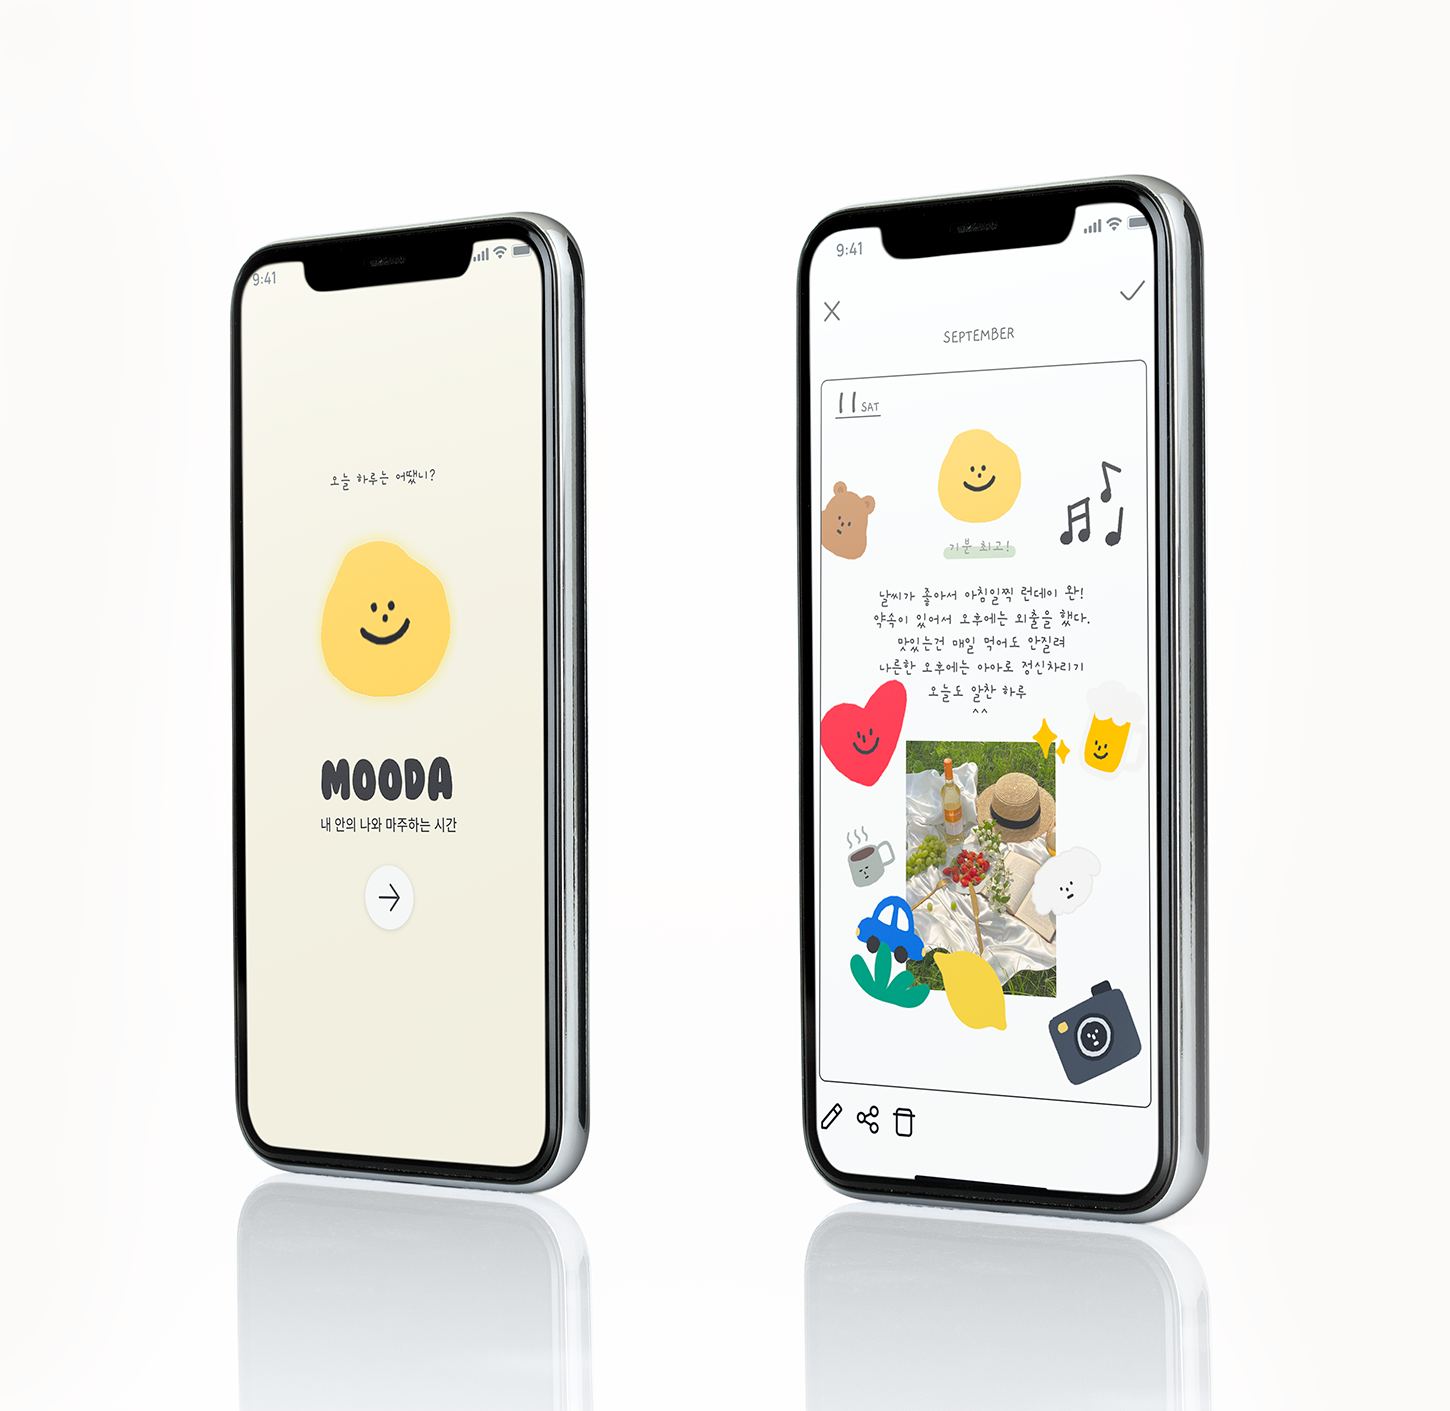 9:41
오늘 하루는 어땠니?
MOODA
내 안의 나와 마주하는 시간
9:41
SEPTEMBER
11 SAT
기분 최고!
날씨가 좋아서 아침일찍 런데이 완!
약속이 있어서 오후에는 외출을 했다.
맛있는건 매일 먹어도 안질려
나른한 오후에는 아아로 정신차리기
오늘도 알찬 하루
^^